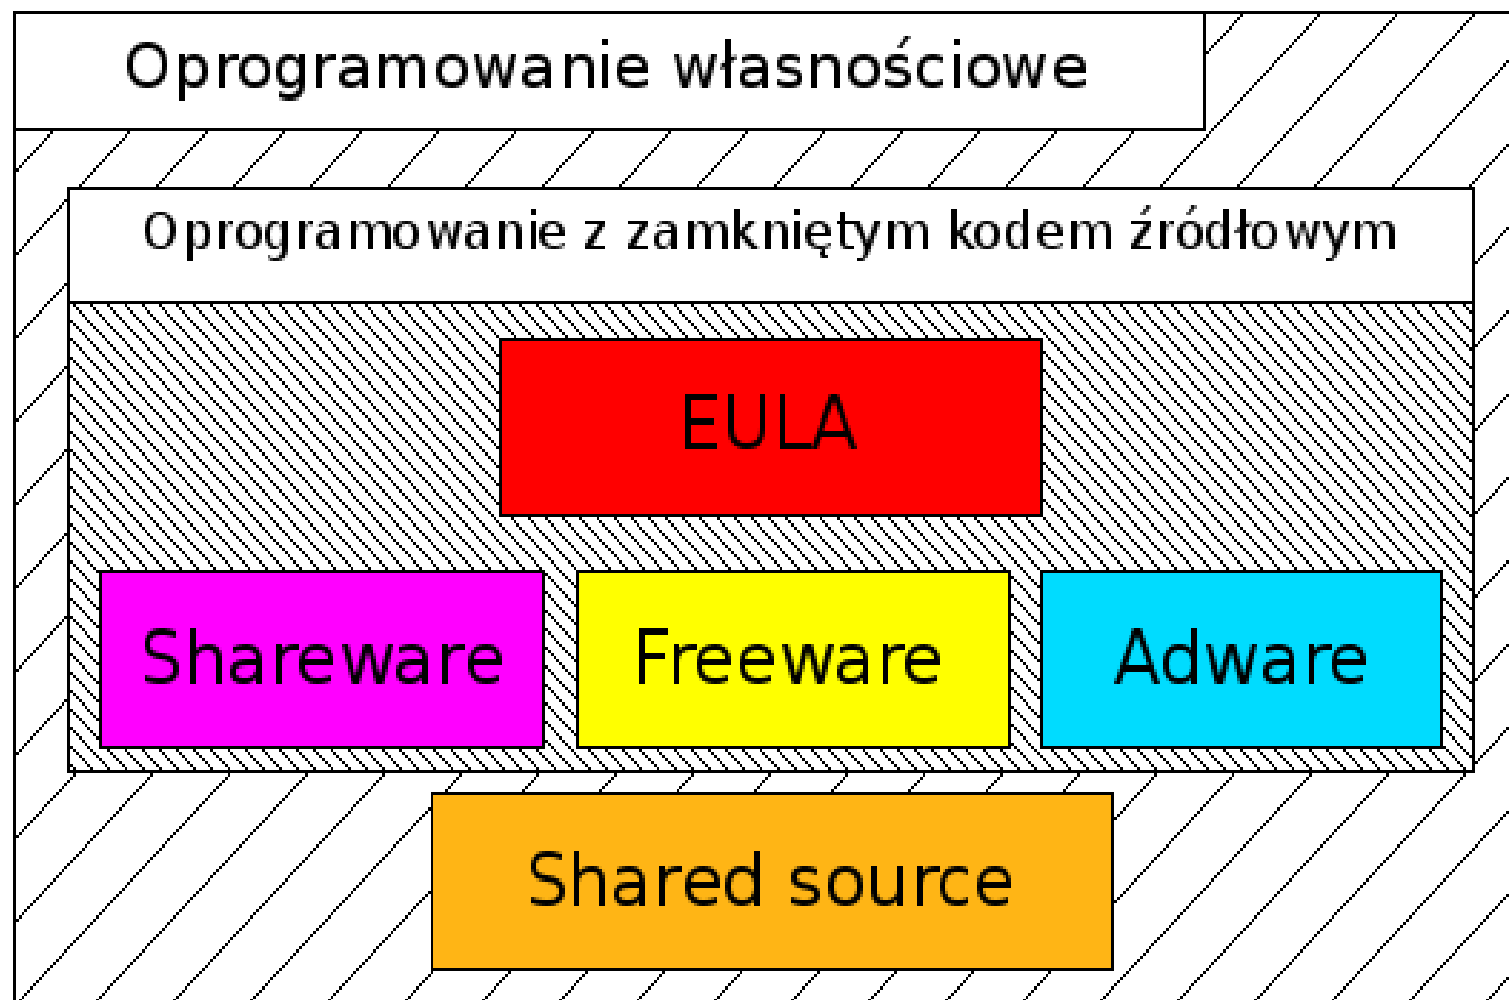 Oprogramowanie własnościowe
Oprogramowanie z zamkniętym kodem źródłowym
EULA
Shareware Freeware Adware
Shared source